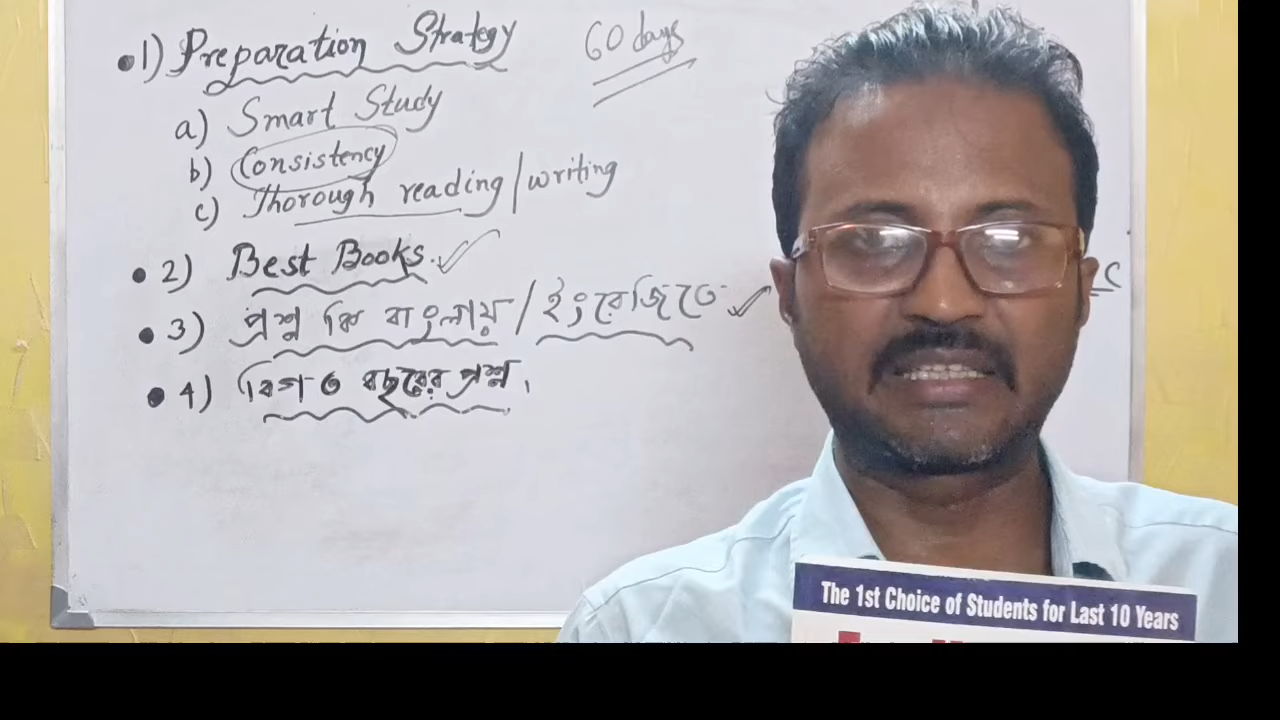 1) Preparation Strategy 60 days
a) Smart Study
b) Consistency
c) Thorough reading/writing
2) Best Books.
3) প্রশ্ন কি বাংলায়/ইংরেজিতে
4) বিগত বছরের প্রশ্ন।
The 1st Choice of Students for Last 10 Years